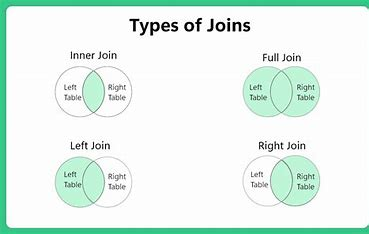 Types of Joins
Inner Join
Left
Table
Right
Table
Full Join
Left
Table
Right
Table
Left Join
Left
Table
Right
Table
Right Join
Left
Table
Right
Table